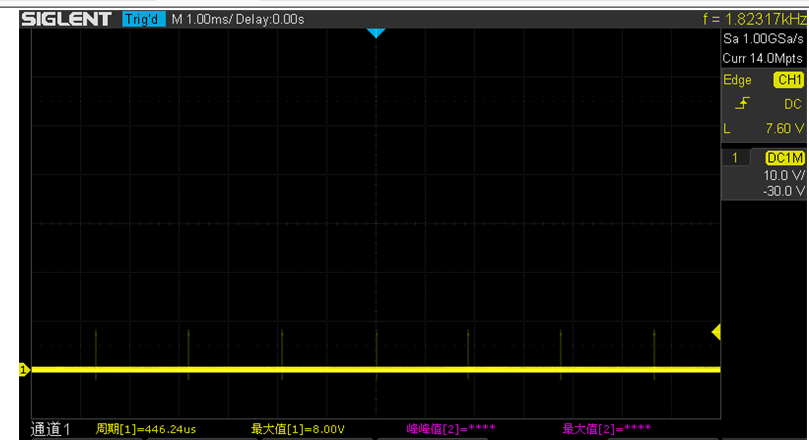 SIGLENT Trig'd M 1.00ms/ Delay:0.00s f = 1.82317kHz
Sa 1.00GSa/s
Curr 14.0Mpts
Edge CH1
DC
L 7.60 V
1 DC1M
10.0 V/
-30.0 V
1
通道1 周期[1]=446.24us 最大值[1]=8.00V 峰峰值[2]=**** 最大值[2]=****